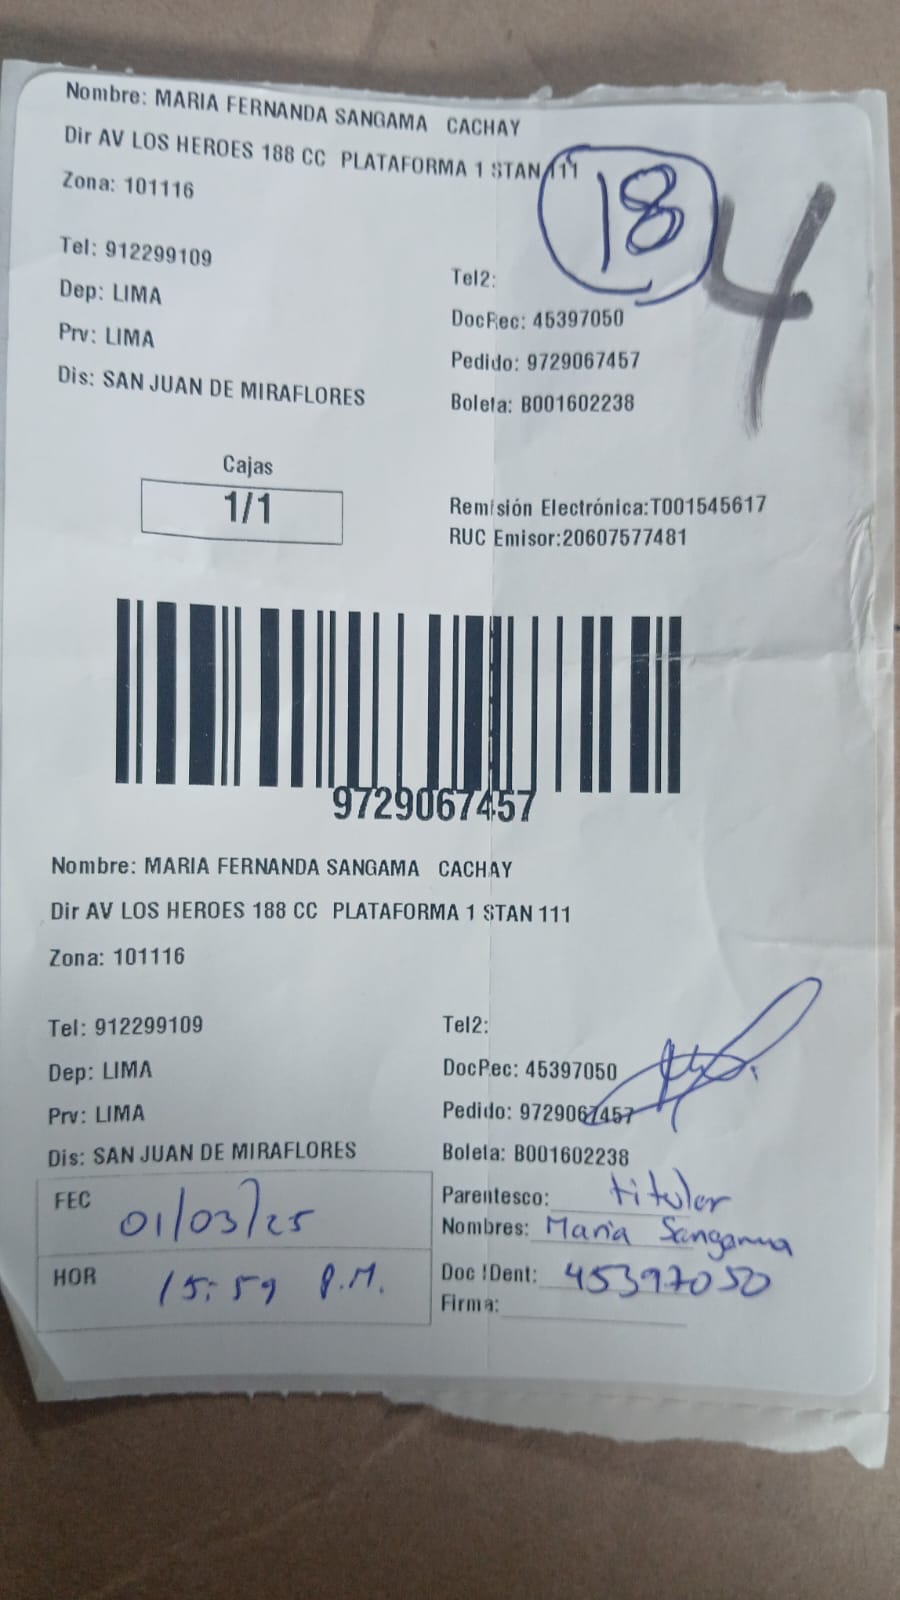 Nombre: MARIA FERNANDA SANGAMA CACHAY
Dir AV LOS HEROES 188 CC PLATAFORMA 1 STAN 111
Zona: 101116
18
4
Tel: 912299109
Tel2:
Dep: LIMA
DocRec: 45397050
Prv: LIMA
Pedido: 9729067457
Dis: SAN JUAN DE MIRAFLORES
Boleta: B001602238
Cajas
1/1
Remisión Electrónica:T001545617
RUC Emisor:20607577481
9729067457
Nombre: MARIA FERNANDA SANGAMA CACHAY
Dir AV LOS HEROES 188 CC PLATAFORMA 1 STAN 111
Zona: 101116
Tel: 912299109
Tel2:
Dep: LIMA
DocRec: 45397050
Prv: LIMA
Pedido: 9729067457
Dis: SAN JUAN DE MIRAFLORES
Boleta: B001602238
FEC 01/03/25
Parentesco: titular
Nombres: Maria Sangama
HOR 15:59 P.M.
Doc IDent: 45397050
Firma: